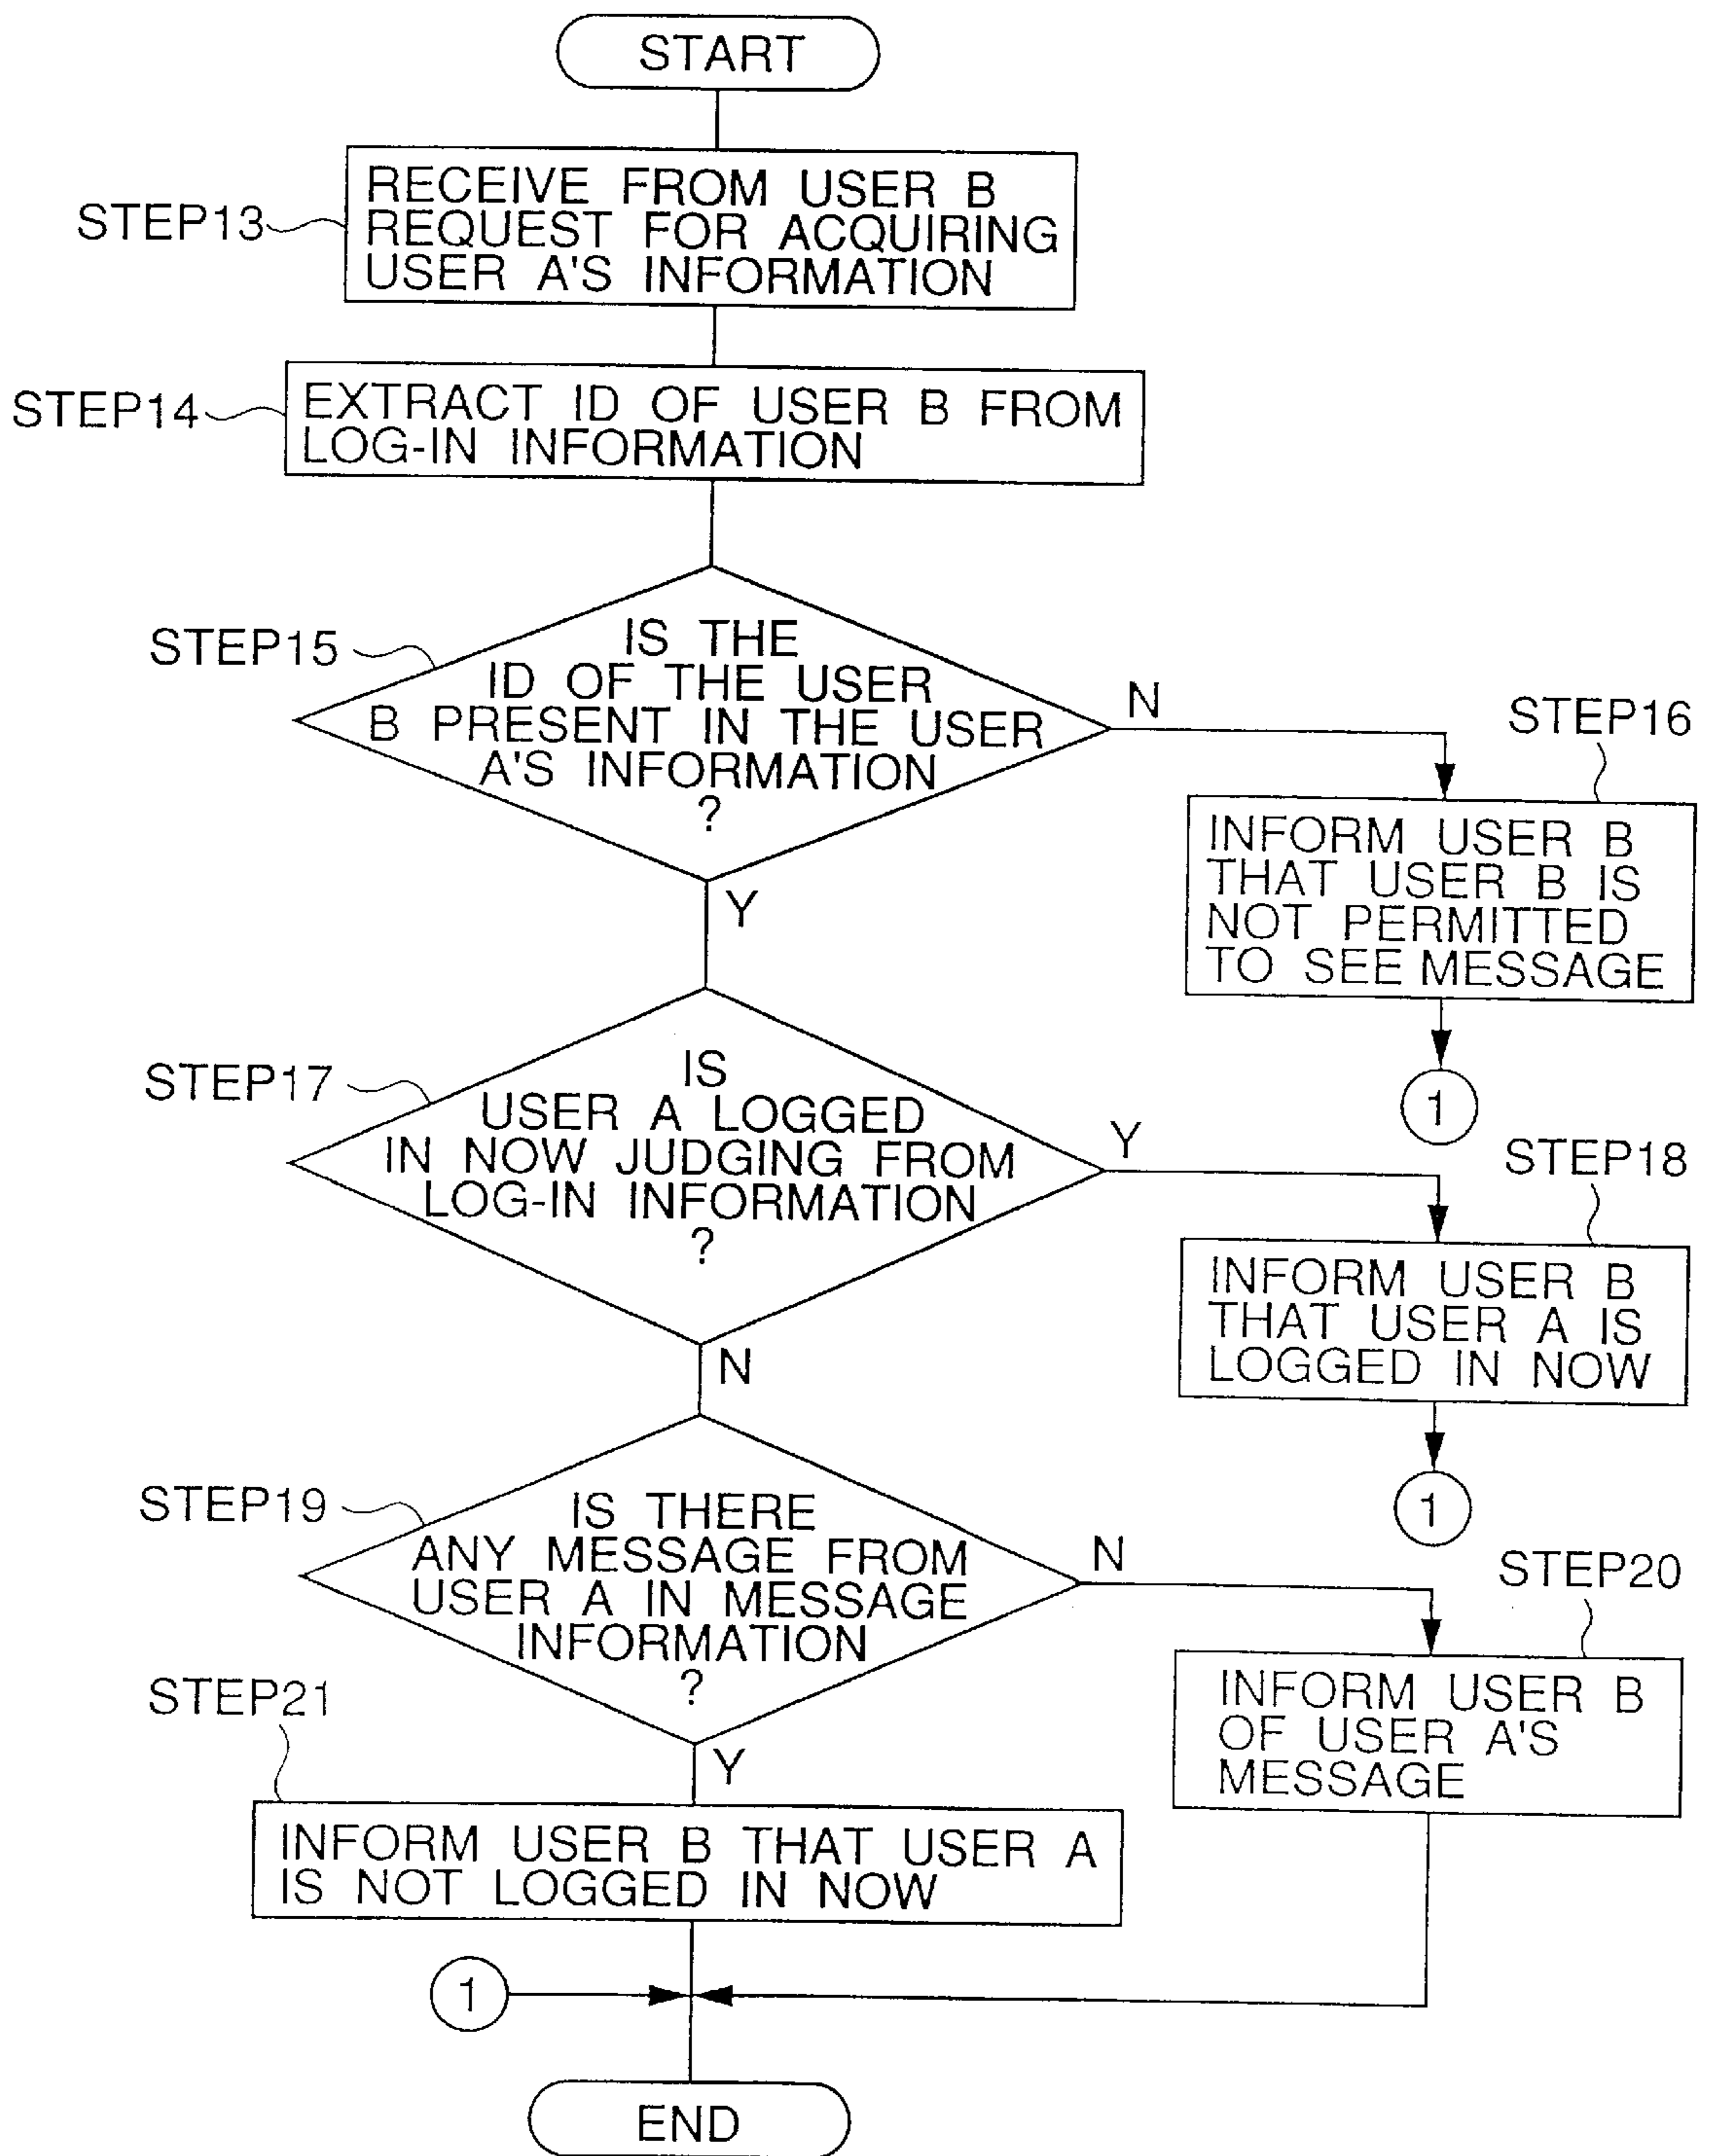 START
STEP13
RECEIVE FROM USER B
REQUEST FOR ACQUIRING
USER A'S INFORMATION
STEP14
EXTRACT ID OF USER B FROM
LOG-IN INFORMATION
STEP15
IS THE
ID OF THE USER
B PRESENT IN THE USER
A'S INFORMATION
?
N
Y
STEP16
INFORM USER B
THAT USER B IS
NOT PERMITTED
TO SEE MESSAGE
1
STEP17
IS
USER A LOGGED
IN NOW JUDGING FROM
LOG-IN INFORMATION
?
Y
N
STEP18
INFORM USER B
THAT USER A IS
LOGGED IN NOW
1
STEP19
IS THERE
ANY MESSAGE FROM
USER A IN MESSAGE
INFORMATION
?
N
Y
STEP20
INFORM USER B
OF USER A'S
MESSAGE
STEP21
INFORM USER B THAT USER A
IS NOT LOGGED IN NOW
1
END